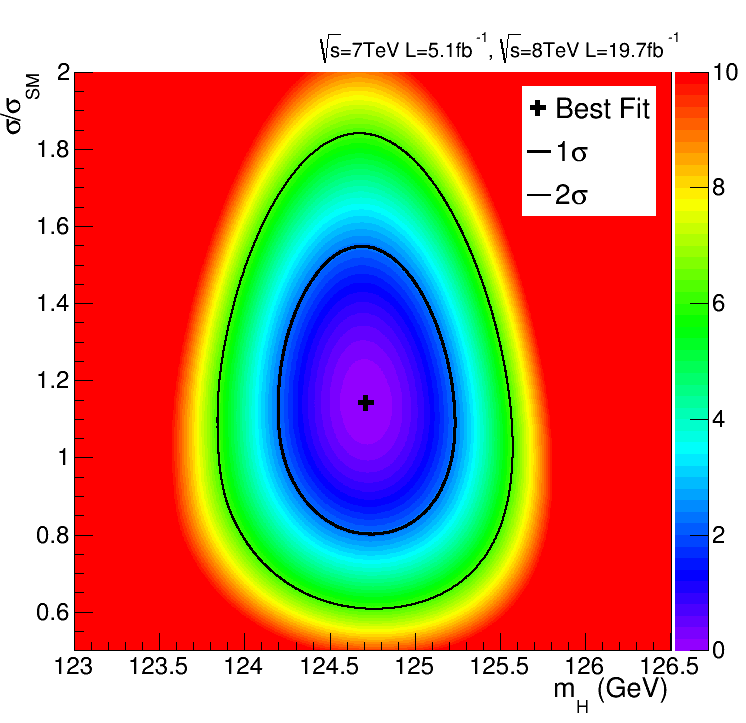 √s=7TeV L=5.1fb⁻¹, √s=8TeV L=19.7fb⁻¹
σ/σ_SM
2
1.8
1.6
1.4
1.2
1
0.8
0.6
Best Fit
1σ
2σ
10
8
6
4
2
0
123 123.5 124 124.5 125 125.5 126 126.5
m_H (GeV)